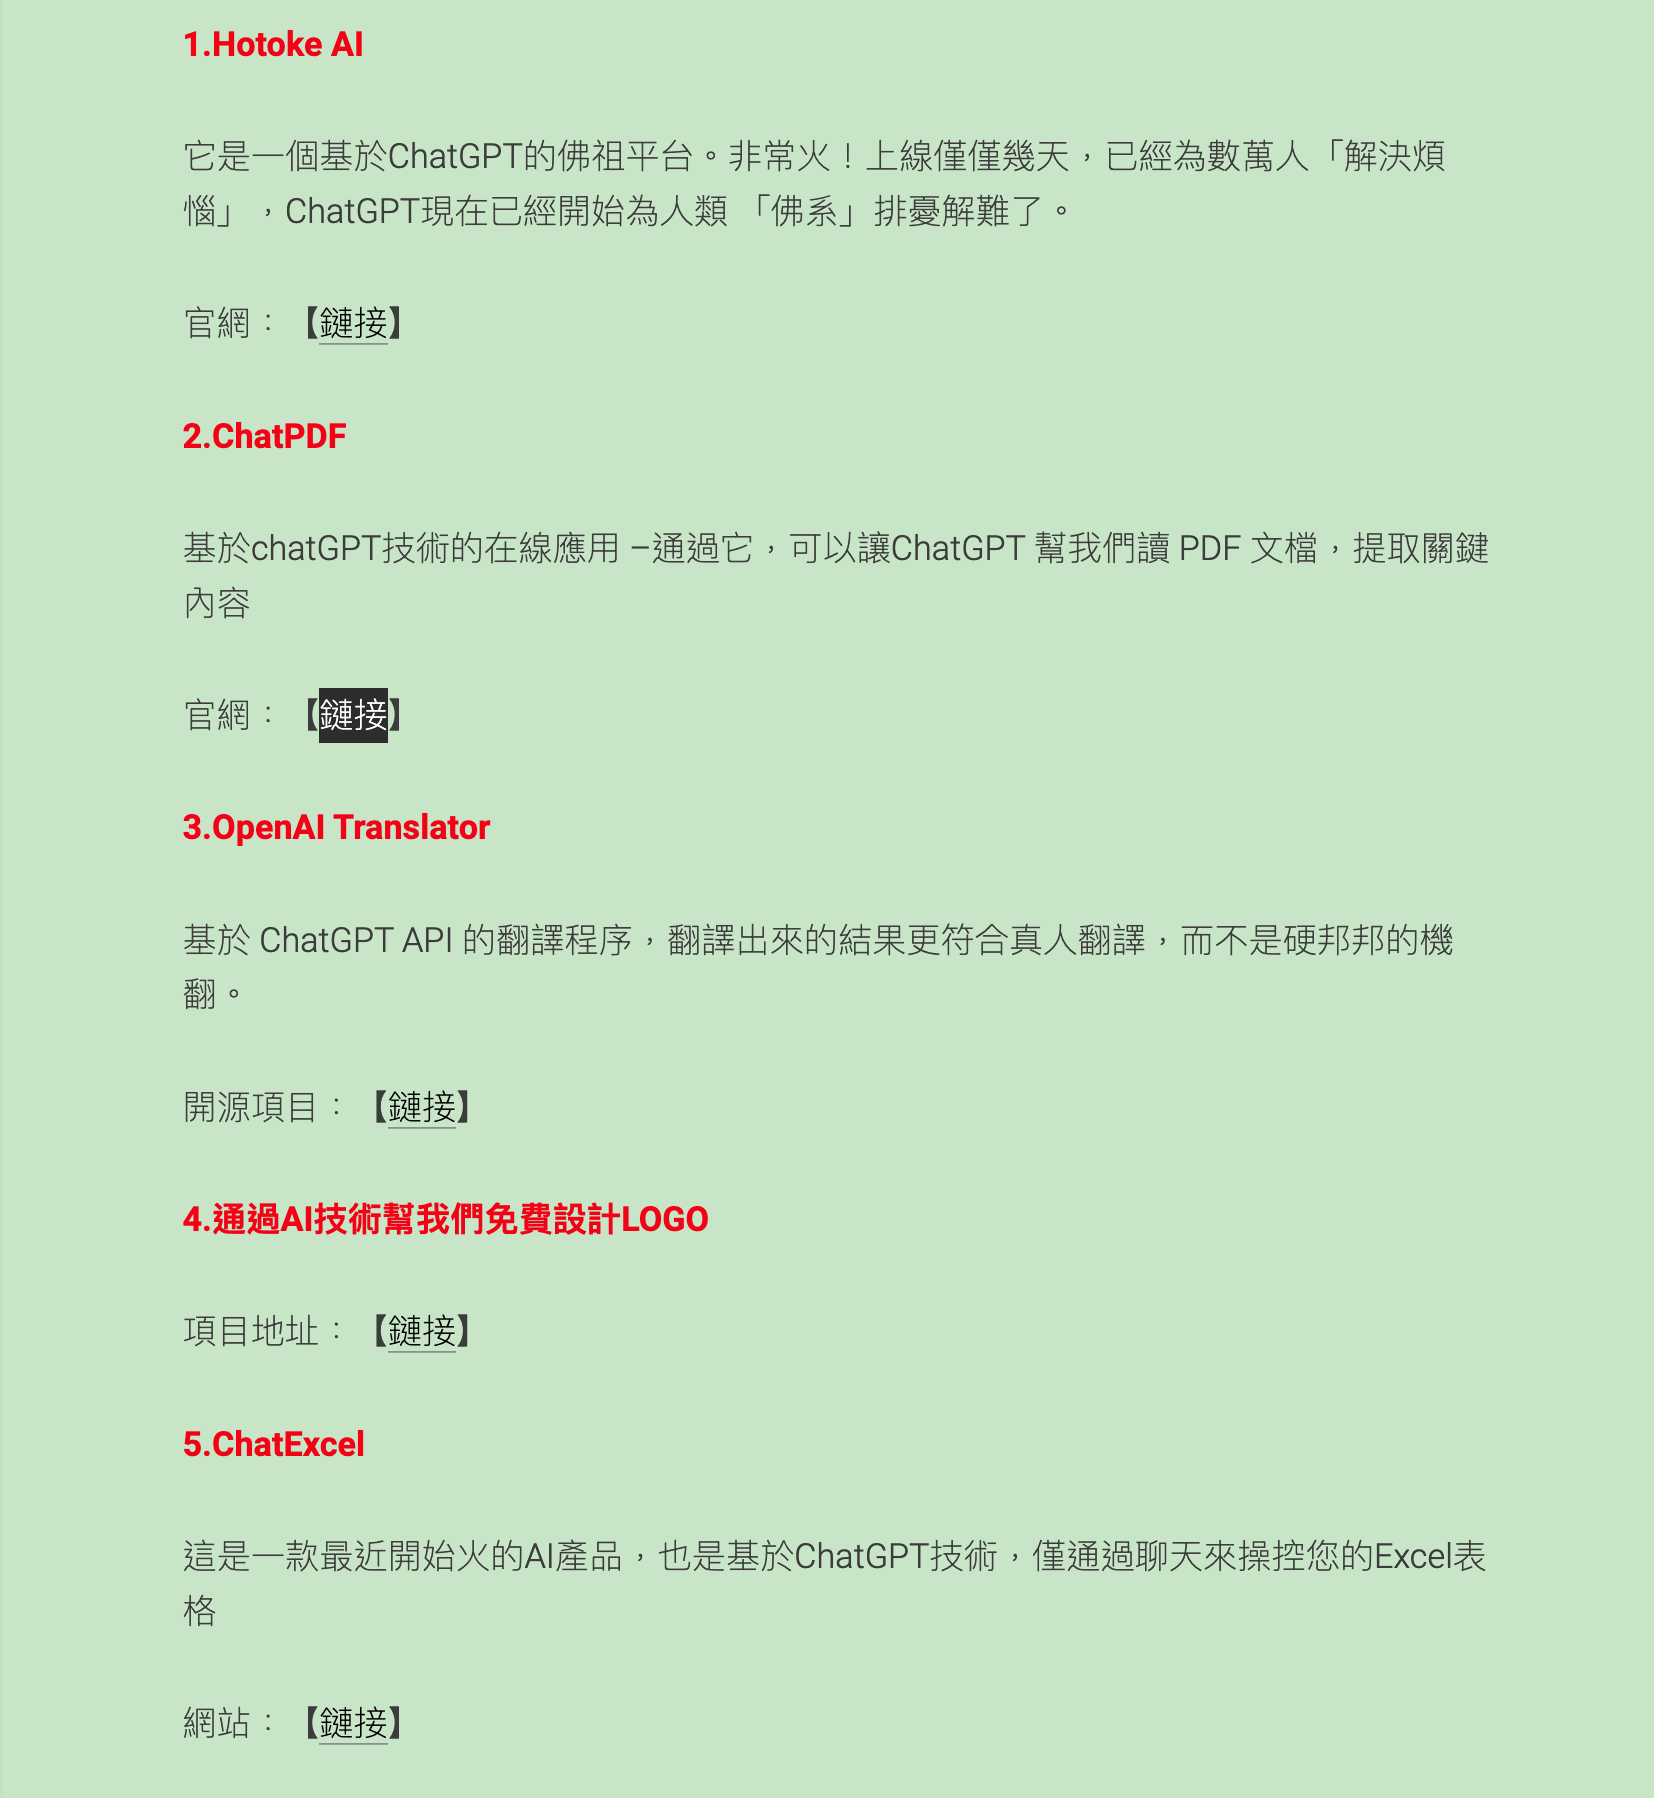 1.Hotoke AI
它是一個基於ChatGPT的佛祖平台。非常火！上線僅僅幾天，已經為數萬人「解決煩
惱」，ChatGPT現在已經開始為人類 「佛系」排憂解難了。
官網： 【鏈接】
2.ChatPDF
基於chatGPT技術的在線應用 –通過它，可以讓ChatGPT 幫我們讀 PDF 文檔，提取關鍵
內容
官網： 【鏈接】
3.OpenAI Translator
基於 ChatGPT API 的翻譯程序，翻譯出來的結果更符合真人翻譯，而不是硬邦邦的機
翻。
開源項目： 【鏈接】
4.通過AI技術幫我們免費設計LOGO
項目地址： 【鏈接】
5.ChatExcel
這是一款最近開始火的AI產品，也是基於ChatGPT技術，僅通過聊天來操控您的Excel表
格
網站： 【鏈接】